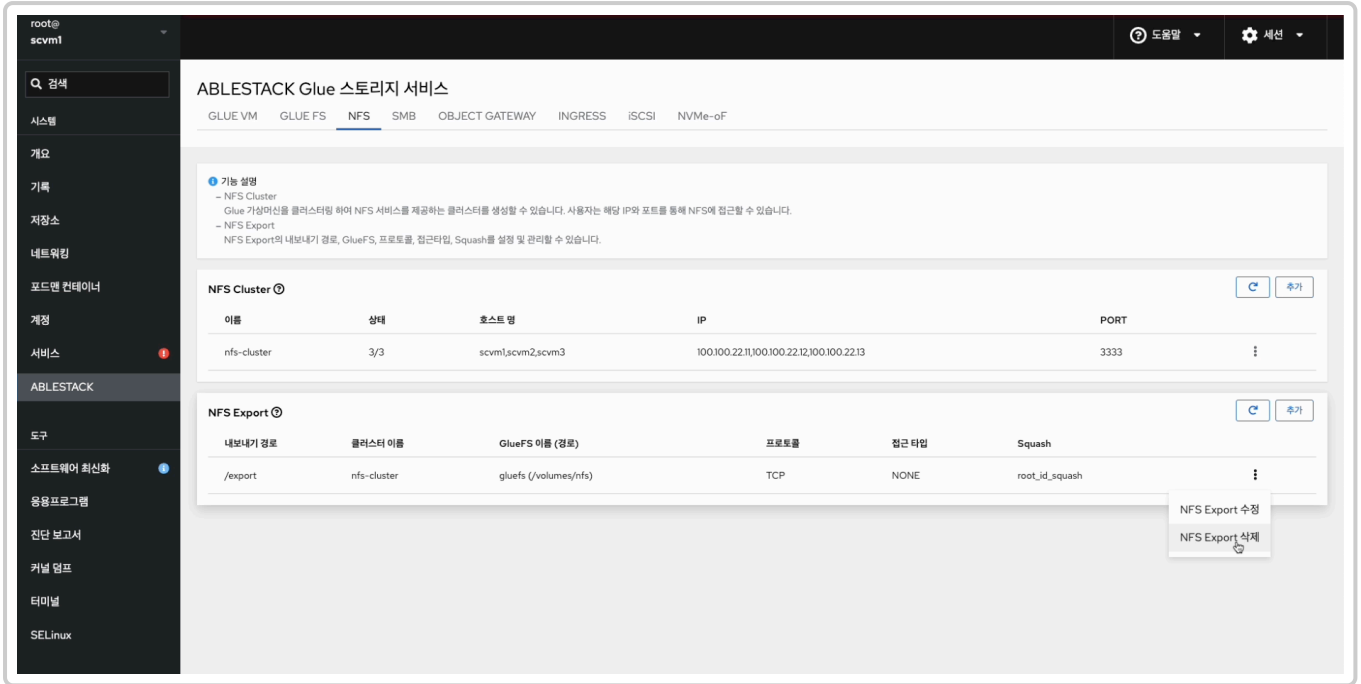 root@
scvm1
도움말
세션
검색
시스템
개요
기록
저장소
네트워킹
포드맨 컨테이너
계정
서비스
ABLESTACK
도구
소프트웨어 최신화
응용프로그램
진단 보고서
커널 덤프
터미널
SELinux
ABLESTACK Glue 스토리지 서비스
GLUE VM GLUE FS NFS SMB OBJECT GATEWAY INGRESS iSCSI NVMe-oF
기능 설명
– NFS Cluster
Glue 가상머신을 클러스터링 하여 NFS 서비스를 제공하는 클러스터를 생성할 수 있습니다. 사용자는 해당 IP와 포트를 통해 NFS에 접근할 수 있습니다.
– NFS Export
NFS Export의 내보내기 경로, GlueFS, 프로토콜, 접근타입, Squash를 설정 및 관리할 수 있습니다.
NFS Cluster
추가
이름 상태 호스트 명 IP PORT
nfs-cluster 3/3 scvm1,scvm2,scvm3 100.100.22.11,100.100.22.12,100.100.22.13 3333
NFS Export
추가
내보내기 경로 클러스터 이름 GlueFS 이름 (경로) 프로토콜 접근 타입 Squash
/export nfs-cluster gluefs (/volumes/nfs) TCP NONE root_id_squash
NFS Export 수정
NFS Export 삭제